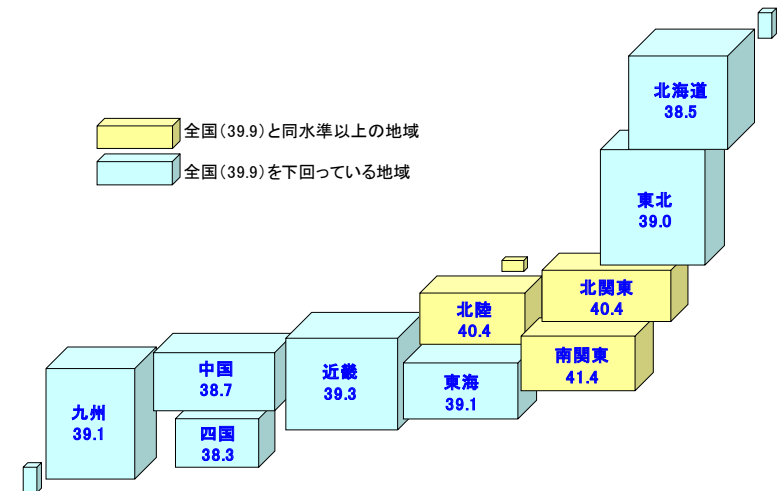 北海道
38.5
全国(39.9)と同水準以上の地域
全国(39.9)を下回っている地域
東北
39.0
北関東
40.4
北陸
40.4
南関東
41.4
近畿
39.3
中国
38.7
東海
39.1
九州
39.1
四国
38.3